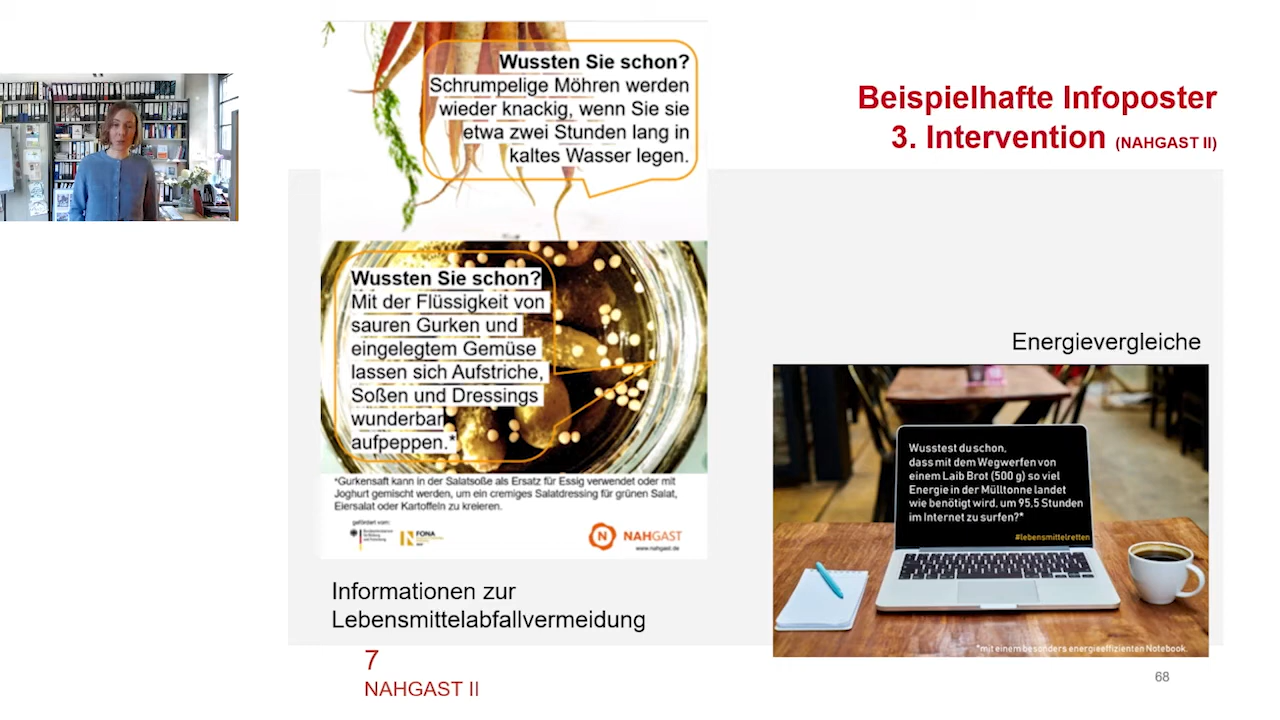 Beispielhafte Infoposter
3. Intervention (NAHGAST II)
Wussten Sie schon?
Schrumpelige Möhren werden
wieder knackig, wenn Sie sie
etwa zwei Stunden lang in
kaltes Wasser legen.
Wussten Sie schon?
Mit der Flüssigkeit von
sauren Gurken und
eingelegtem Gemüse
lassen sich Aufstriche,
Soßen und Dressings
wunderbar
aufpeppen.*
*Gurkensaft kann in der Salatsoße als Ersatz für Essig verwendet oder mit
Joghurt gemischt werden, um ein cremiges Salatdressing für grünen Salat,
Eiersalat oder Kartoffeln zu kreieren.
gefördert vom:
FONA
N NAHGAST
www.nahgast.de
Informationen zur
Lebensmittelabfallvermeidung
Energievergleiche
Wusstest du schon,
dass mit dem Wegwerfen von
einem Laib Brot (500 g) so viel
Energie in der Mülltonne landet
wie benötigt wird, um 95,5 Stunden
im Internet zu surfen?*
#lebensmittelretten
*mit einem besonders energieeffizienten Notebook.
7
NAHGAST II
68